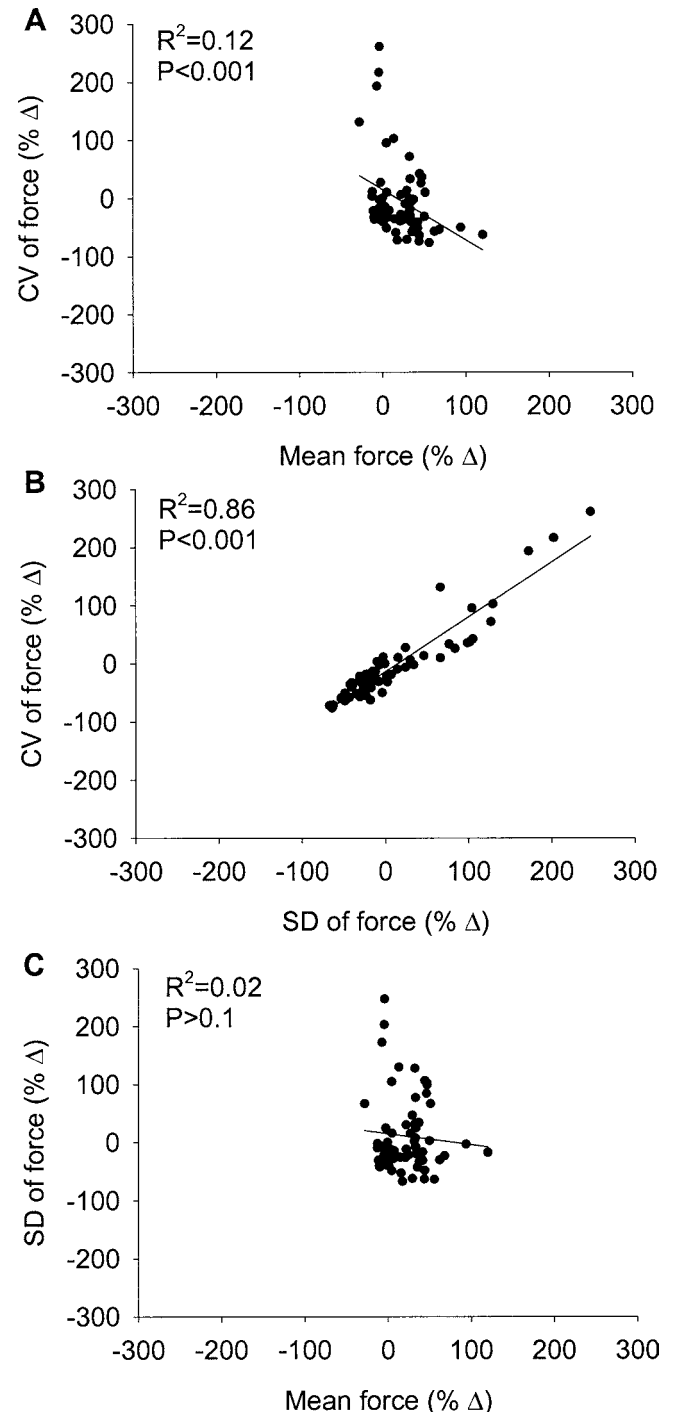 A
R²=0.12
P<0.001
CV of force (% Δ)
300
200
100
0
-100
-200
-300
-300 -200 -100 0 100 200 300
Mean force (% Δ)
B
R²=0.86
P<0.001
CV of force (% Δ)
300
200
100
0
-100
-200
-300
-300 -200 -100 0 100 200 300
SD of force (% Δ)
C
R²=0.02
P>0.1
SD of force (% Δ)
300
200
100
0
-100
-200
-300
-300 -200 -100 0 100 200 300
Mean force (% Δ)